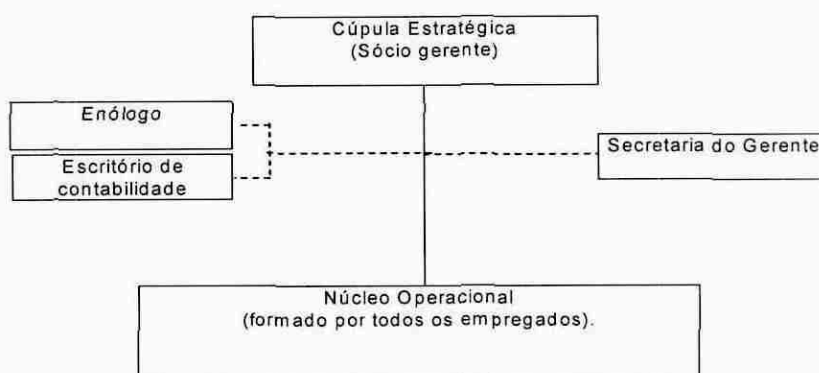 Cúpula Estratégica
(Sócio gerente)
Enólogo
Escritório de
contabilidade
Secretaria do Gerente
Núcleo Operacional
(formado por todos os empregados).